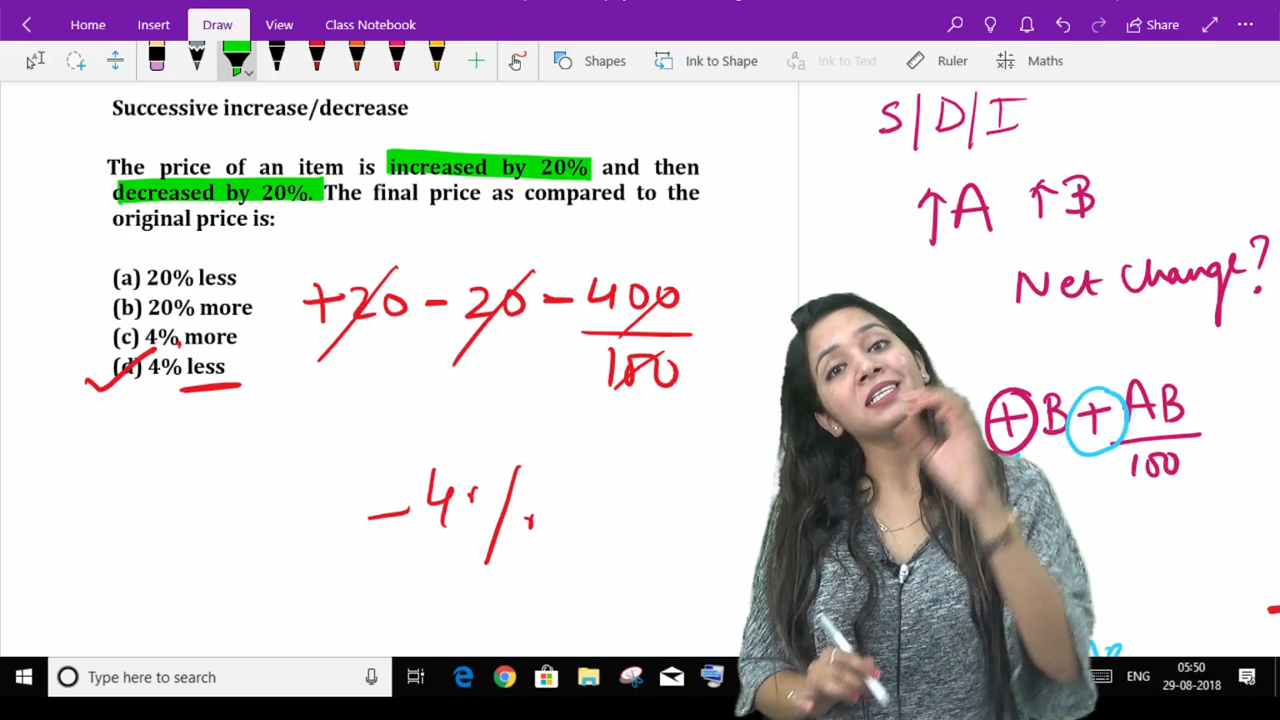 Home Insert Draw View Class Notebook Share
Shapes Ink to Shape Ink to Text Ruler Maths
Successive increase/decrease
The price of an item is increased by 20% and then
decreased by 20%. The final price as compared to the
original price is:
(a) 20% less
(b) 20% more
(c) 4% more
(d) 4% less
+20 - 20 - 400
100
-4%
S/D/I
↑A ↑B
Net change?
+ B + AB
100
Type here to search
ENG
05:50
29-08-2018